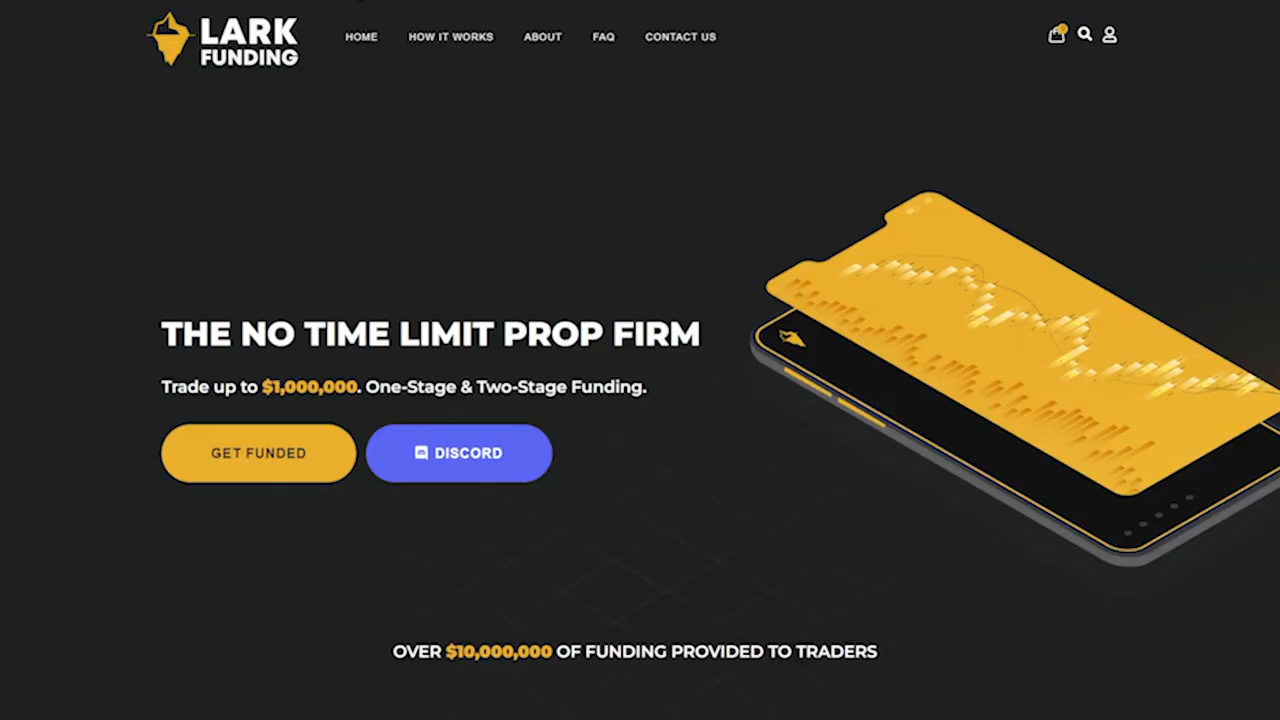 LARK
FUNDING
HOME HOW IT WORKS ABOUT FAQ CONTACT US
THE NO TIME LIMIT PROP FIRM
Trade up to $1,000,000. One-Stage & Two-Stage Funding.
GET FUNDED DISCORD
OVER $10,000,000 OF FUNDING PROVIDED TO TRADERS